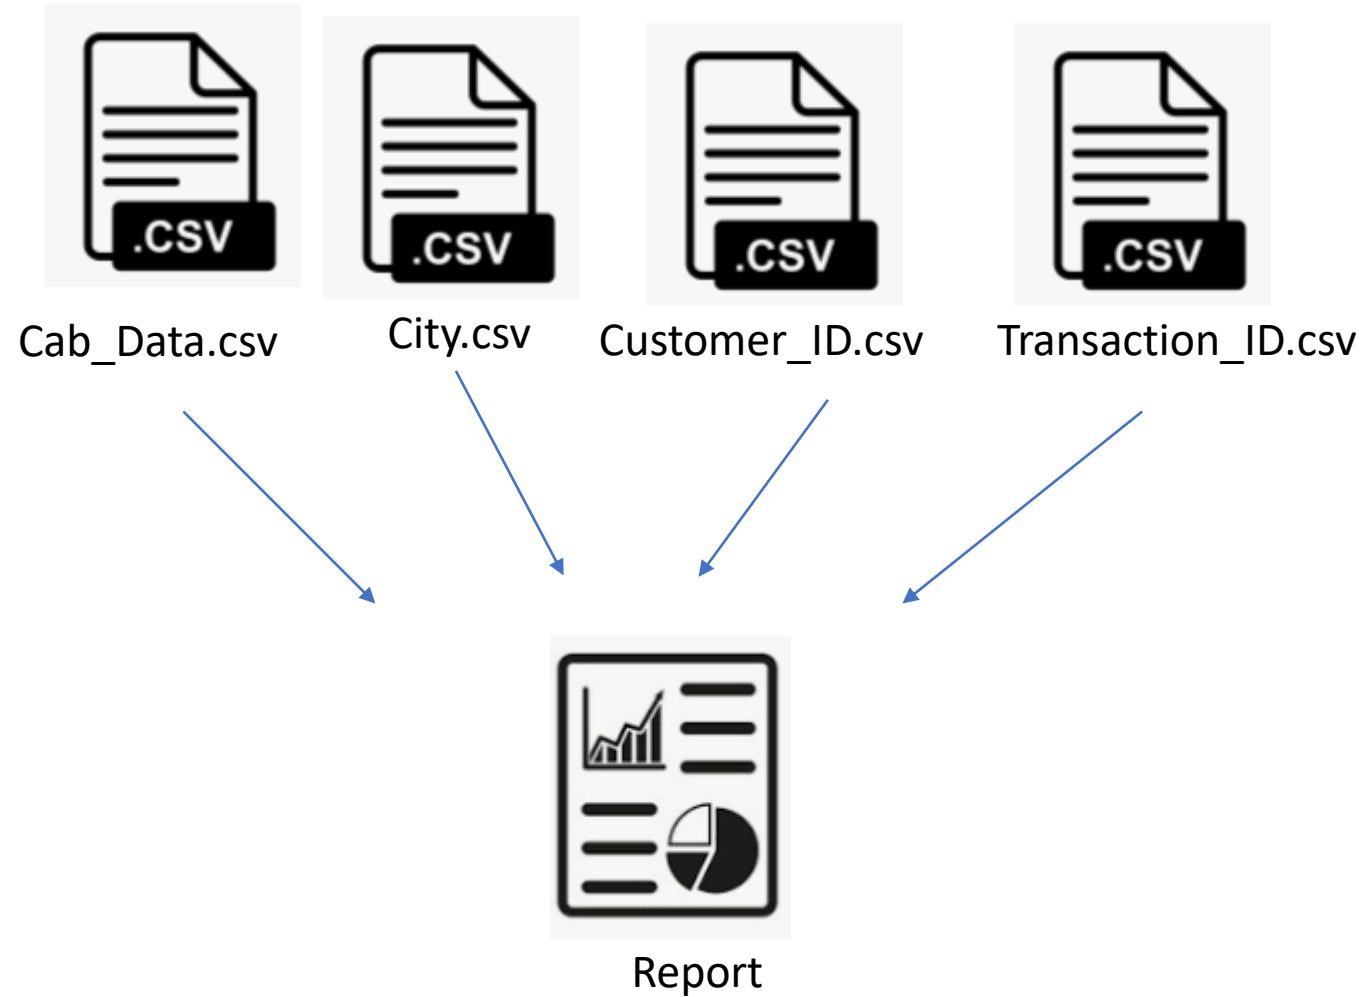 .CSV
.CSV
.CSV
.CSV
Cab_Data.csv
City.csv
Customer_ID.csv
Transaction_ID.csv
Report